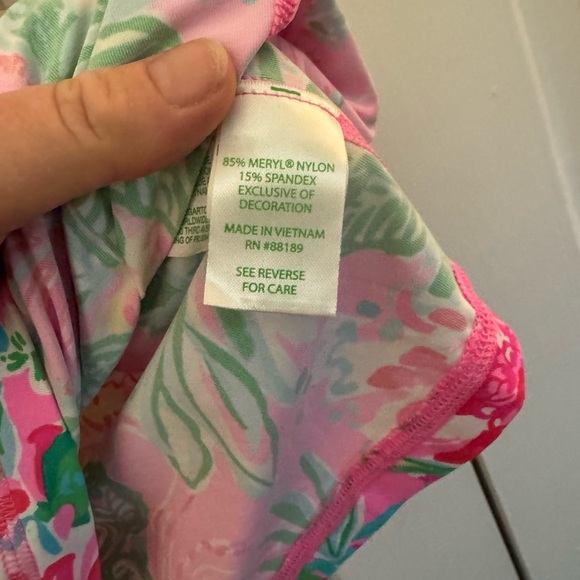 85% MERYL® NYLON
15% SPANDEX
EXCLUSIVE OF
DECORATION
MADE IN VIETNAM
RN #88189
SEE REVERSE
FOR CARE